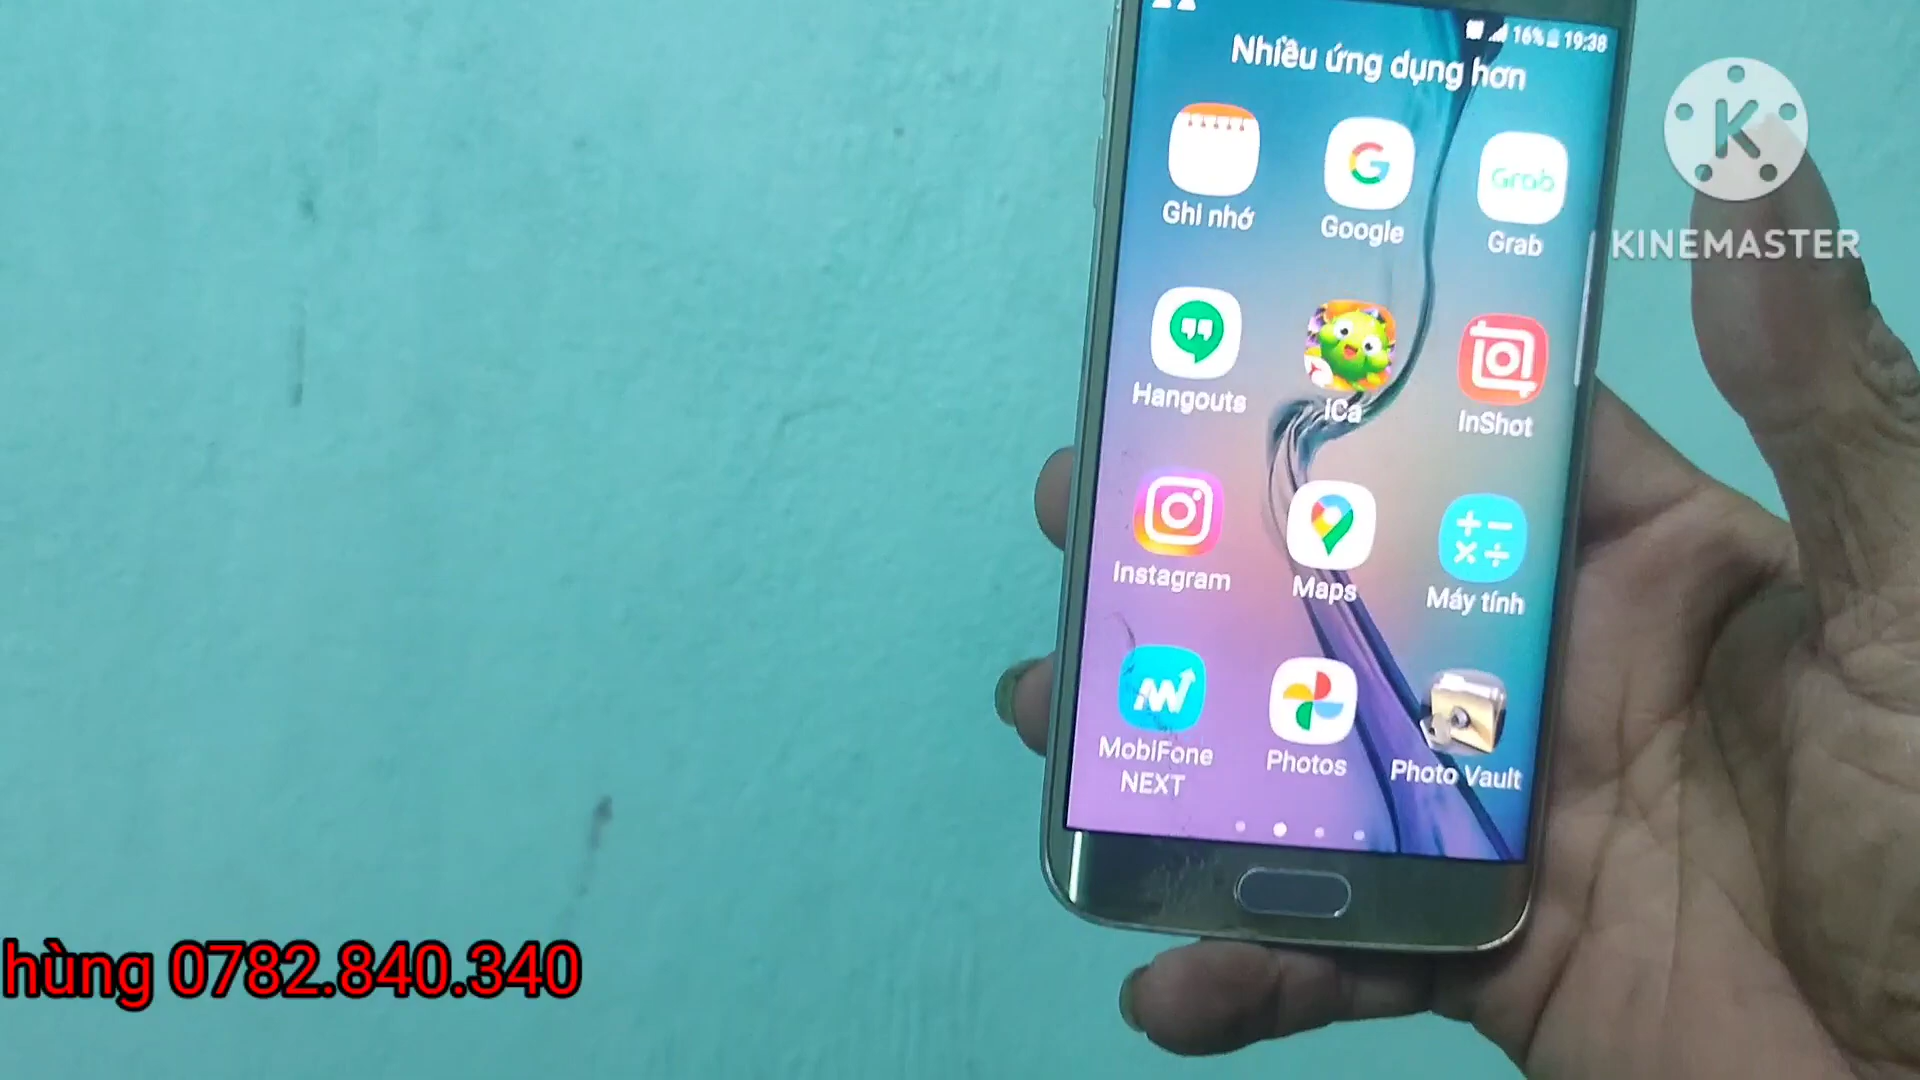 16% 19:38
Nhiều ứng dụng hơn
Ghi nhớ
Google
Grab
Grab
Hangouts
iCa
InShot
Instagram
Maps
Máy tính
MobiFone
NEXT
Photos
Photo Vault
K
KINEMASTER
hùng 0782.840.340